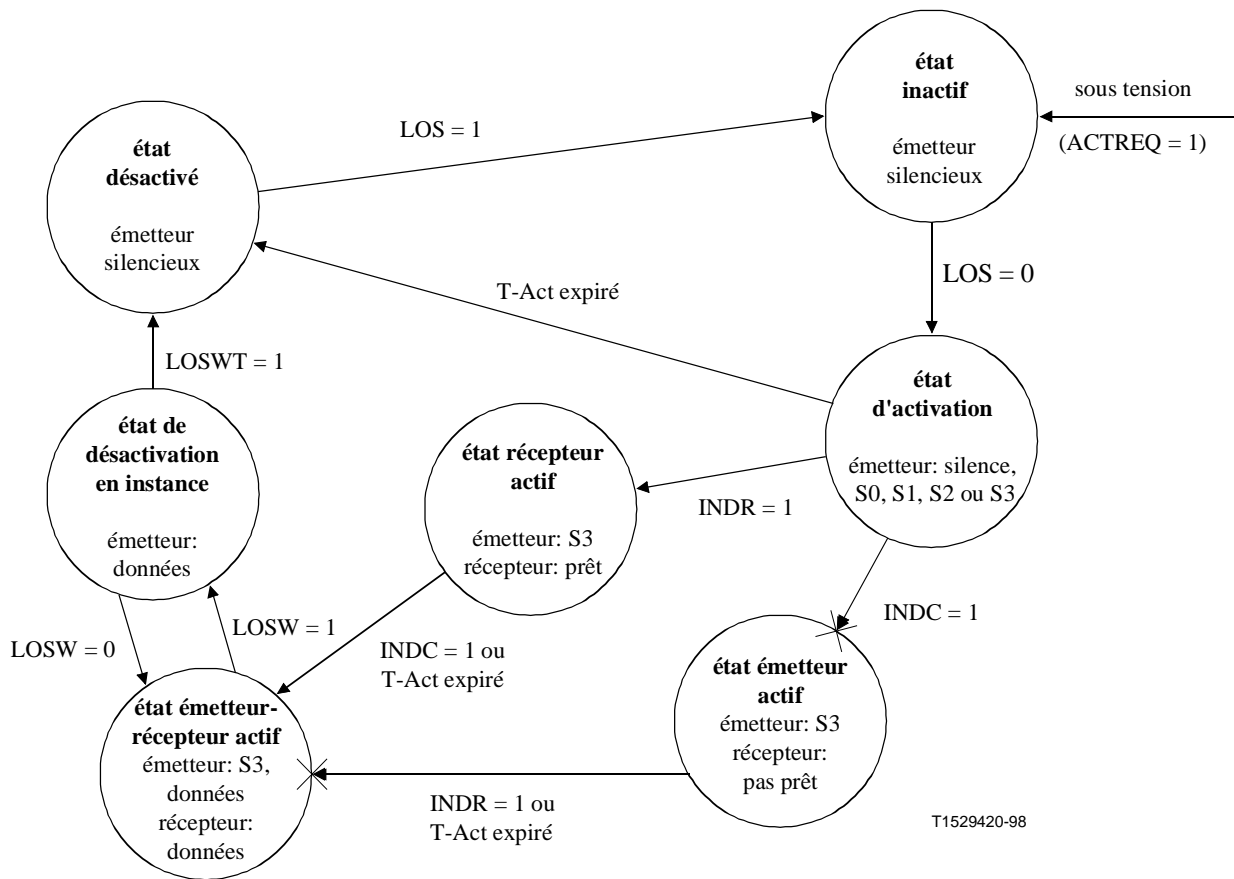 état
inactif
émetteur
silencieux
sous tension
(ACTREQ = 1)
LOS = 1
état
désactivé
émetteur
silencieux
LOS = 0
T-Act expiré
LOSWT = 1
état
d'activation
émetteur: silence,
S0, S1, S2 ou S3
état de
désactivation
en instance
émetteur:
données
état récepteur
actif
émetteur: S3
récepteur: prêt
INDR = 1
INDC = 1
LOSW = 0
LOSW = 1
INDC = 1 ou
T-Act expiré
état émetteur
actif
émetteur: S3
récepteur:
pas prêt
état émetteur-
récepteur actif
émetteur: S3,
données
récepteur:
données
INDR = 1 ou
T-Act expiré
T1529420-98